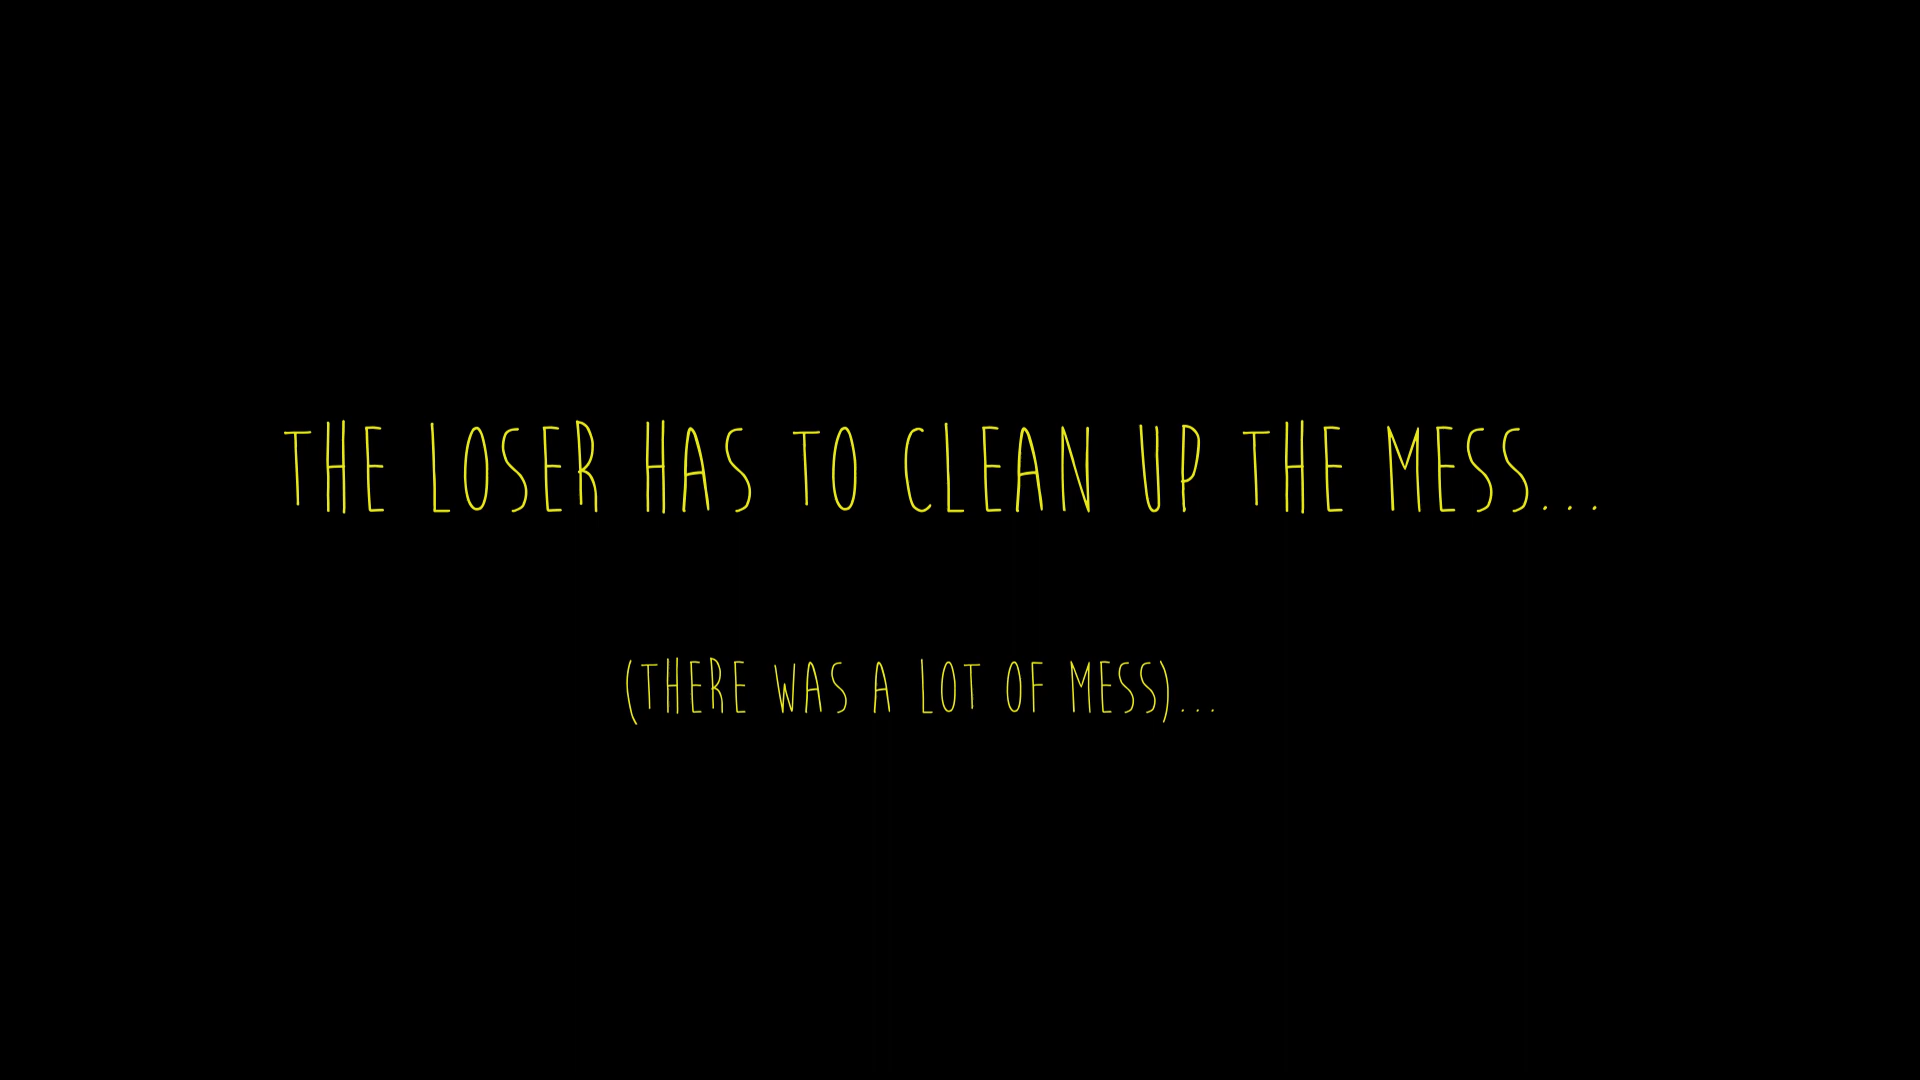 THE LOSER HAS TO CLEAN UP THE MESS...
(THERE WAS A LOT OF MESS)...